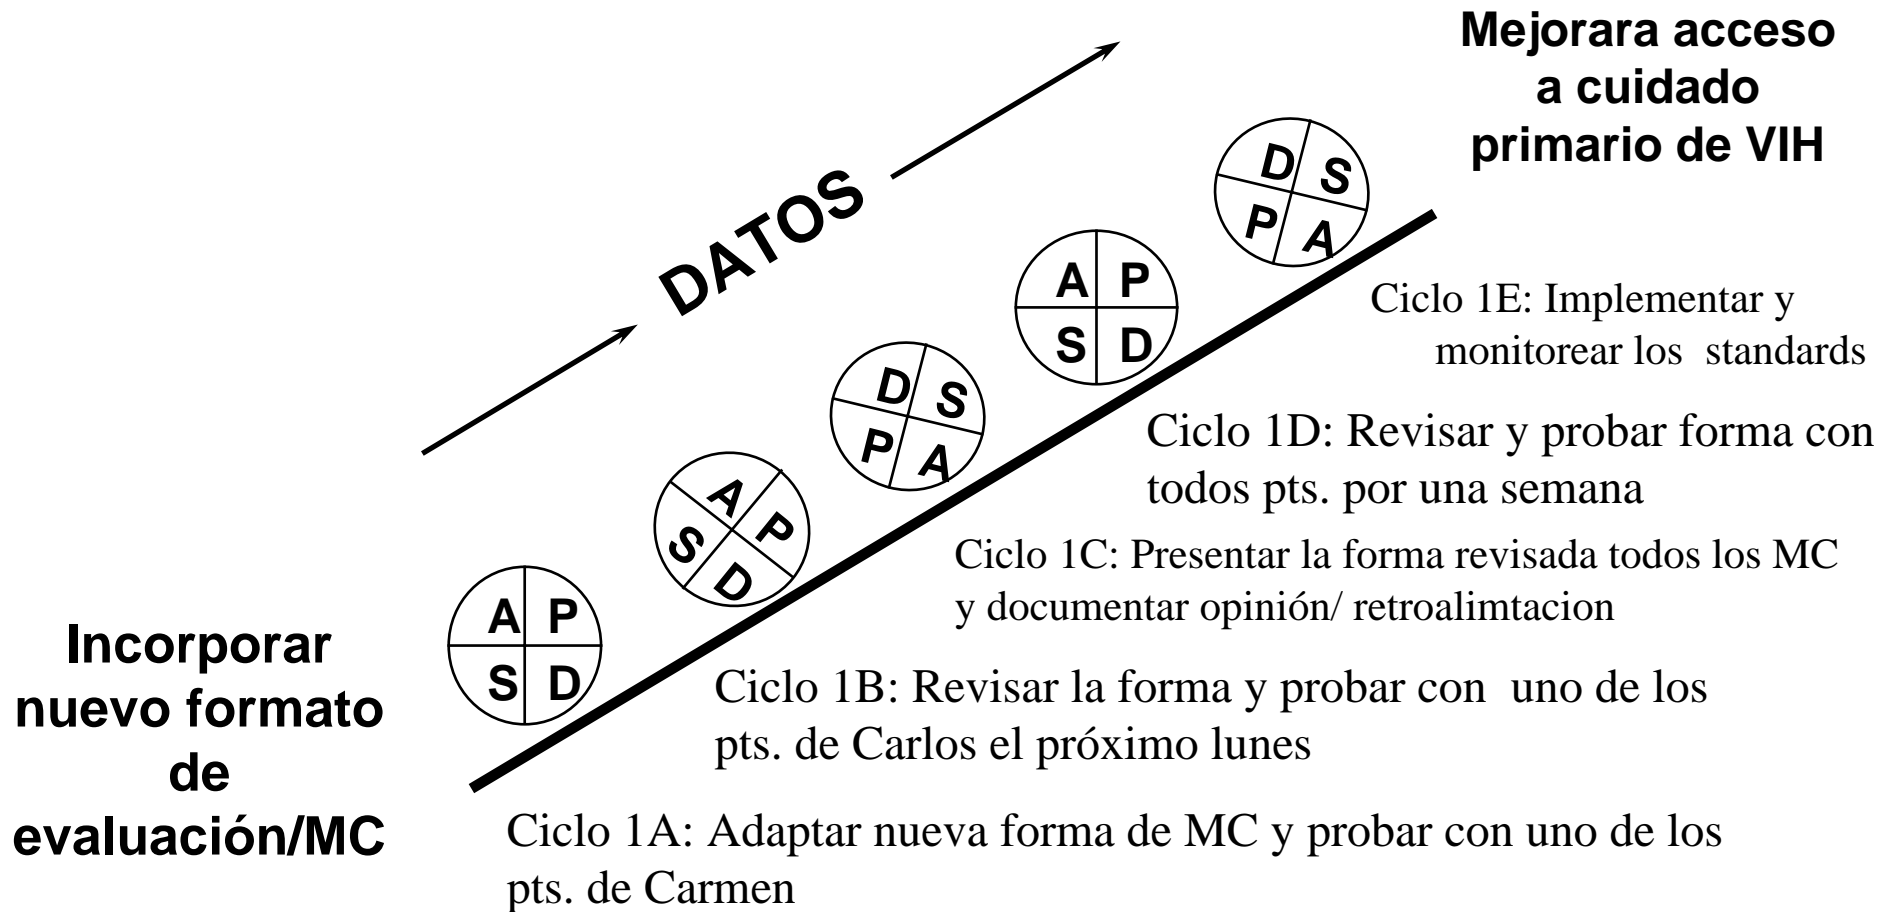 Mejorara acceso
a cuidado
primario de VIH
DATOS
D S
P A
A P
S D
D S
P A
A P
S D
A P
S D
Ciclo 1E: Implementar y
monitorear los standards
Ciclo 1D: Revisar y probar forma con
todos pts. por una semana
Ciclo 1C: Presentar la forma revisada todos los MC
y documentar opinión/ retroalimtacion
Ciclo 1B: Revisar la forma y probar con uno de los
pts. de Carlos el próximo lunes
Ciclo 1A: Adaptar nueva forma de MC y probar con uno de los
pts. de Carmen
Incorporar
nuevo formato
de
evaluación/MC